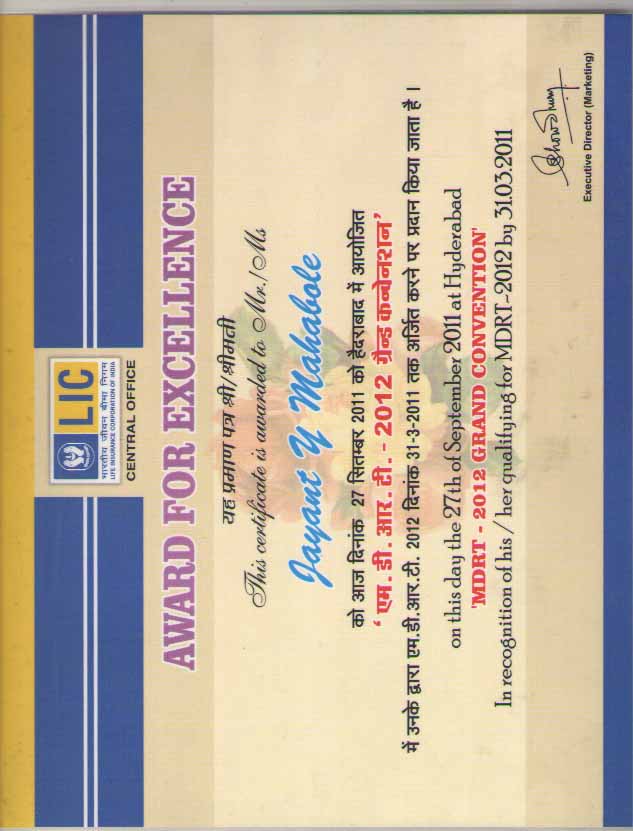 भारतीय जीवन बीमा निगम
LIFE INSURANCE CORPORATION OF INDIA
LIC
CENTRAL OFFICE
AWARD FOR EXCELLENCE
यह प्रमाण पत्र श्री/श्रीमती
This certificate is awarded to Mr./Ms
Jayant Y Mahabole
को आज दिनांक 27 सितम्बर 2011 को हैदराबाद में आयोजित
‘एम. डी. आर. टी. - 2012 ग्रैन्ड कन्वेनशन’
में उनके द्वारा एम.डी.आर.टी. 2012 दिनांक 31-3-2011 तक अर्जित करने पर प्रदान किया जाता है ।
on this day the 27th of September 2011 at Hyderabad
'MDRT - 2012 GRAND CONVENTION'
In recognition of his / her qualifying for MDRT-2012 by 31.03.2011
Executive Director (Marketing)